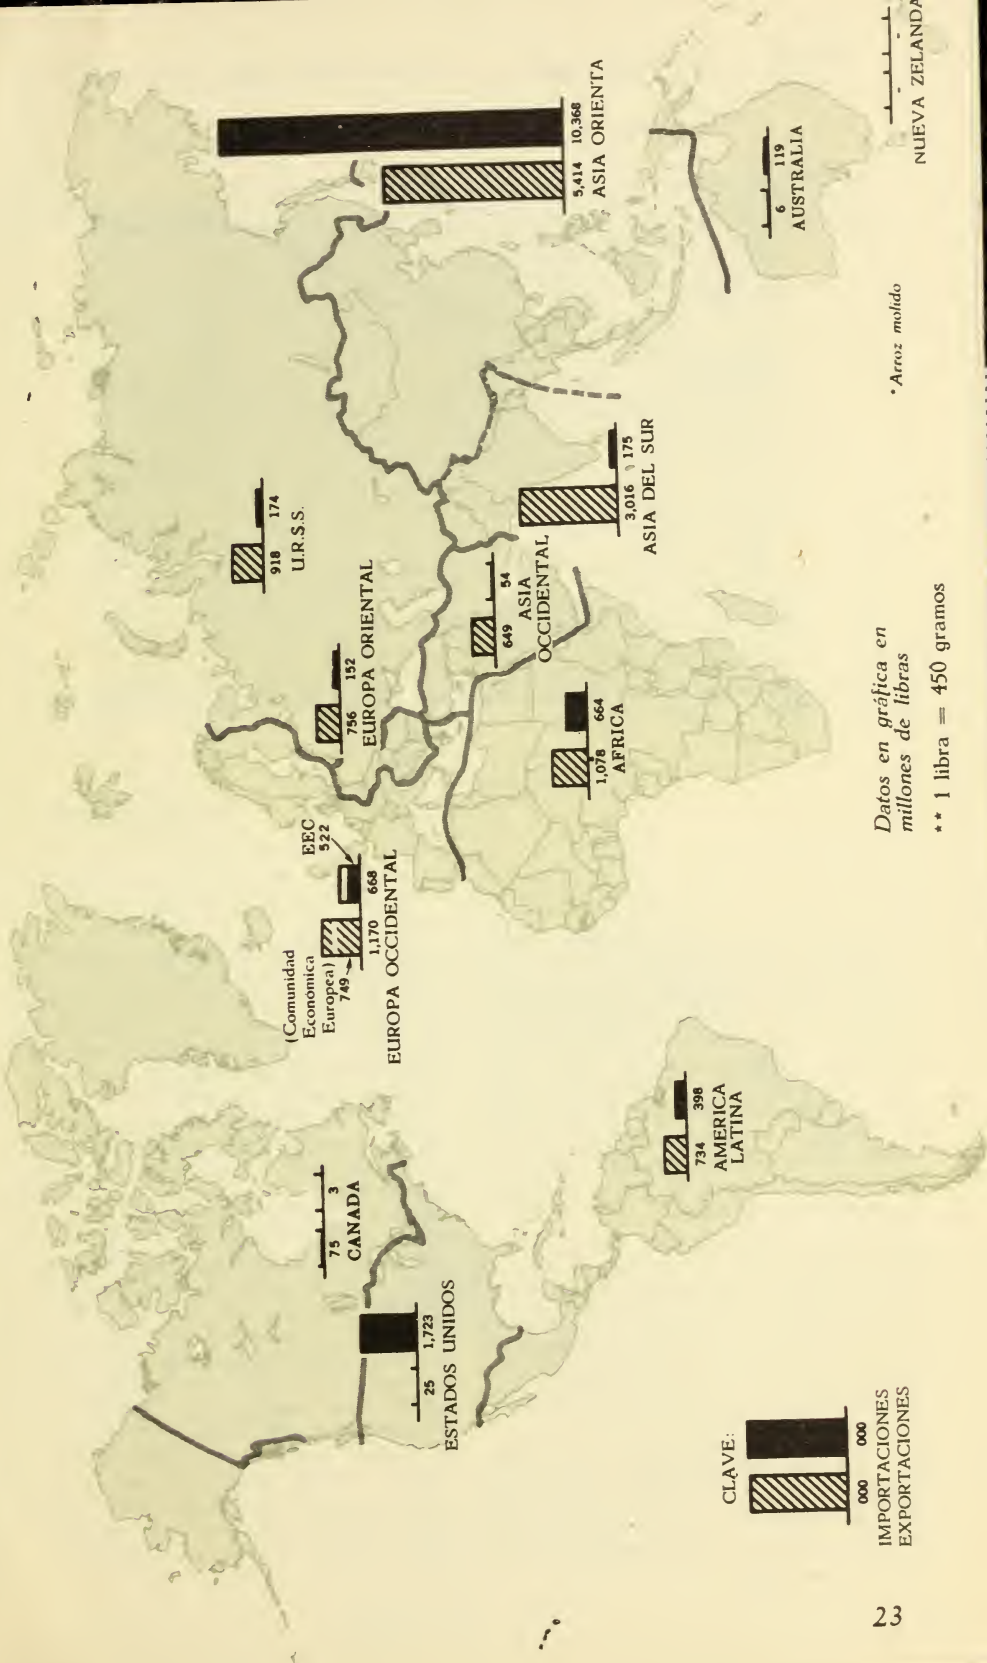 (Comunidad
Económica
Europea)
749
EEC
522
1,170 668
EUROPA OCCIDENTAL
756 152
EUROPA ORIENTAL
918 174
U.R.S.S.
5,414 10,368
ASIA ORIENTA
75 3
CANADA
25 1,723
ESTADOS UNIDOS
649 54
ASIA
OCCIDENTAL
3,016 175
ASIA DEL SUR
1,078 664
AFRICA
734 398
AMERICA
LATINA
6 119
AUSTRALIA
NUEVA ZELANDA
CLAVE:
000 000
IMPORTACIONES
EXPORTACIONES
Datos en gráfica en
millones de libras
** 1 libra = 450 gramos
*Arroz molido
23